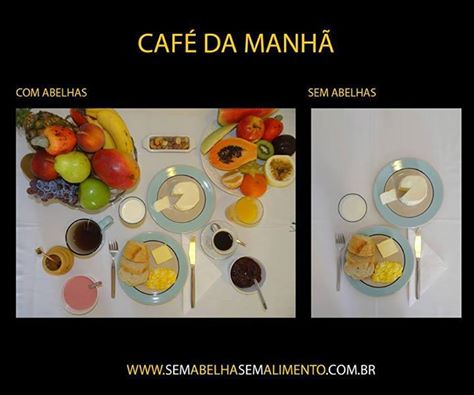 CAFÉ DA MANHÃ
COM ABELHAS
SEM ABELHAS
WWW.SEMABELHASEMALIMENTO.COM.BR